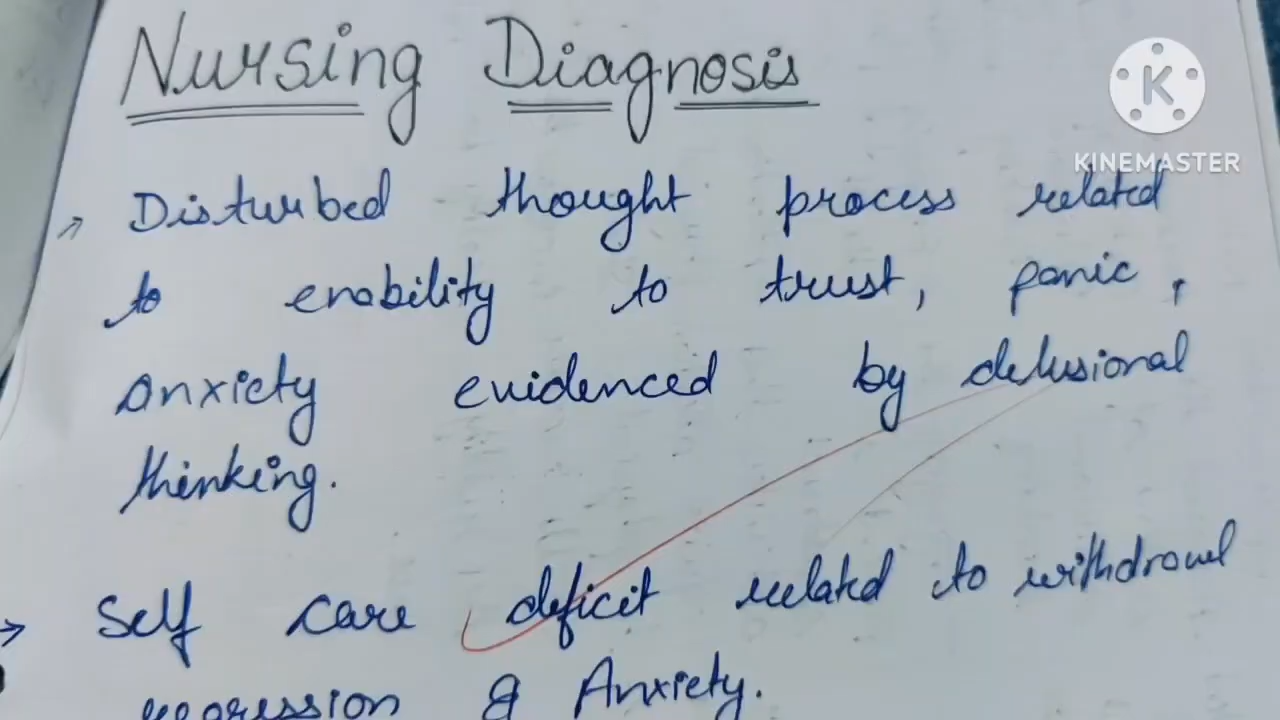 Nursing Diagnosis
K
KINEMASTER
→ Disturbed thought process related
to enability to trust, panic,
anxiety evidenced by delusional
thinking.
→ Self care deficit related to withdrawl
regression & Anxiety.